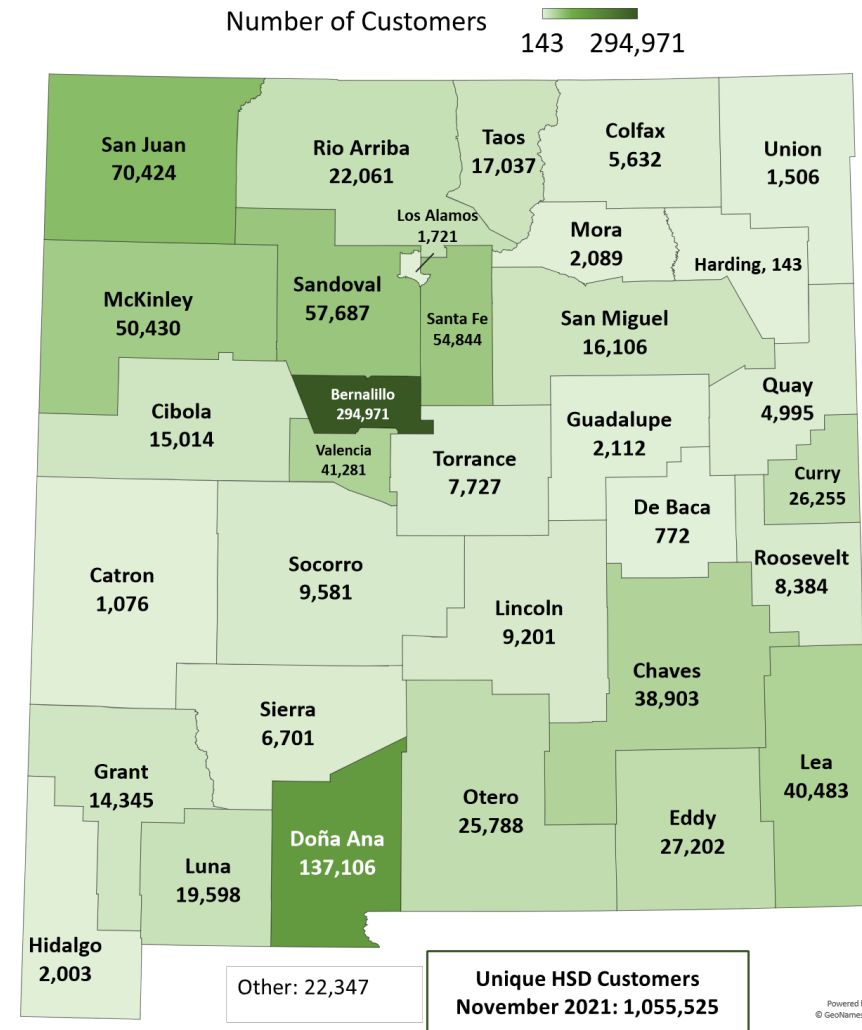 Number of Customers
143 294,971
San Juan
70,424
Rio Arriba
22,061
Taos
17,037
Colfax
5,632
Union
1,506
Los Alamos
1,721
Mora
2,089
Harding, 143
McKinley
50,430
Sandoval
57,687
Santa Fe
54,844
San Miguel
16,106
Quay
4,995
Cibola
15,014
Bernalillo
294,971
Valencia
41,281
Torrance
7,727
Guadalupe
2,112
Curry
26,255
De Baca
772
Roosevelt
8,384
Catron
1,076
Socorro
9,581
Lincoln
9,201
Chaves
38,903
Sierra
6,701
Grant
14,345
Lea
40,483
Otero
25,788
Eddy
27,202
Doña Ana
137,106
Luna
19,598
Hidalgo
2,003
Other: 22,347
Unique HSD Customers
November 2021: 1,055,525
Powered
© GeoNames